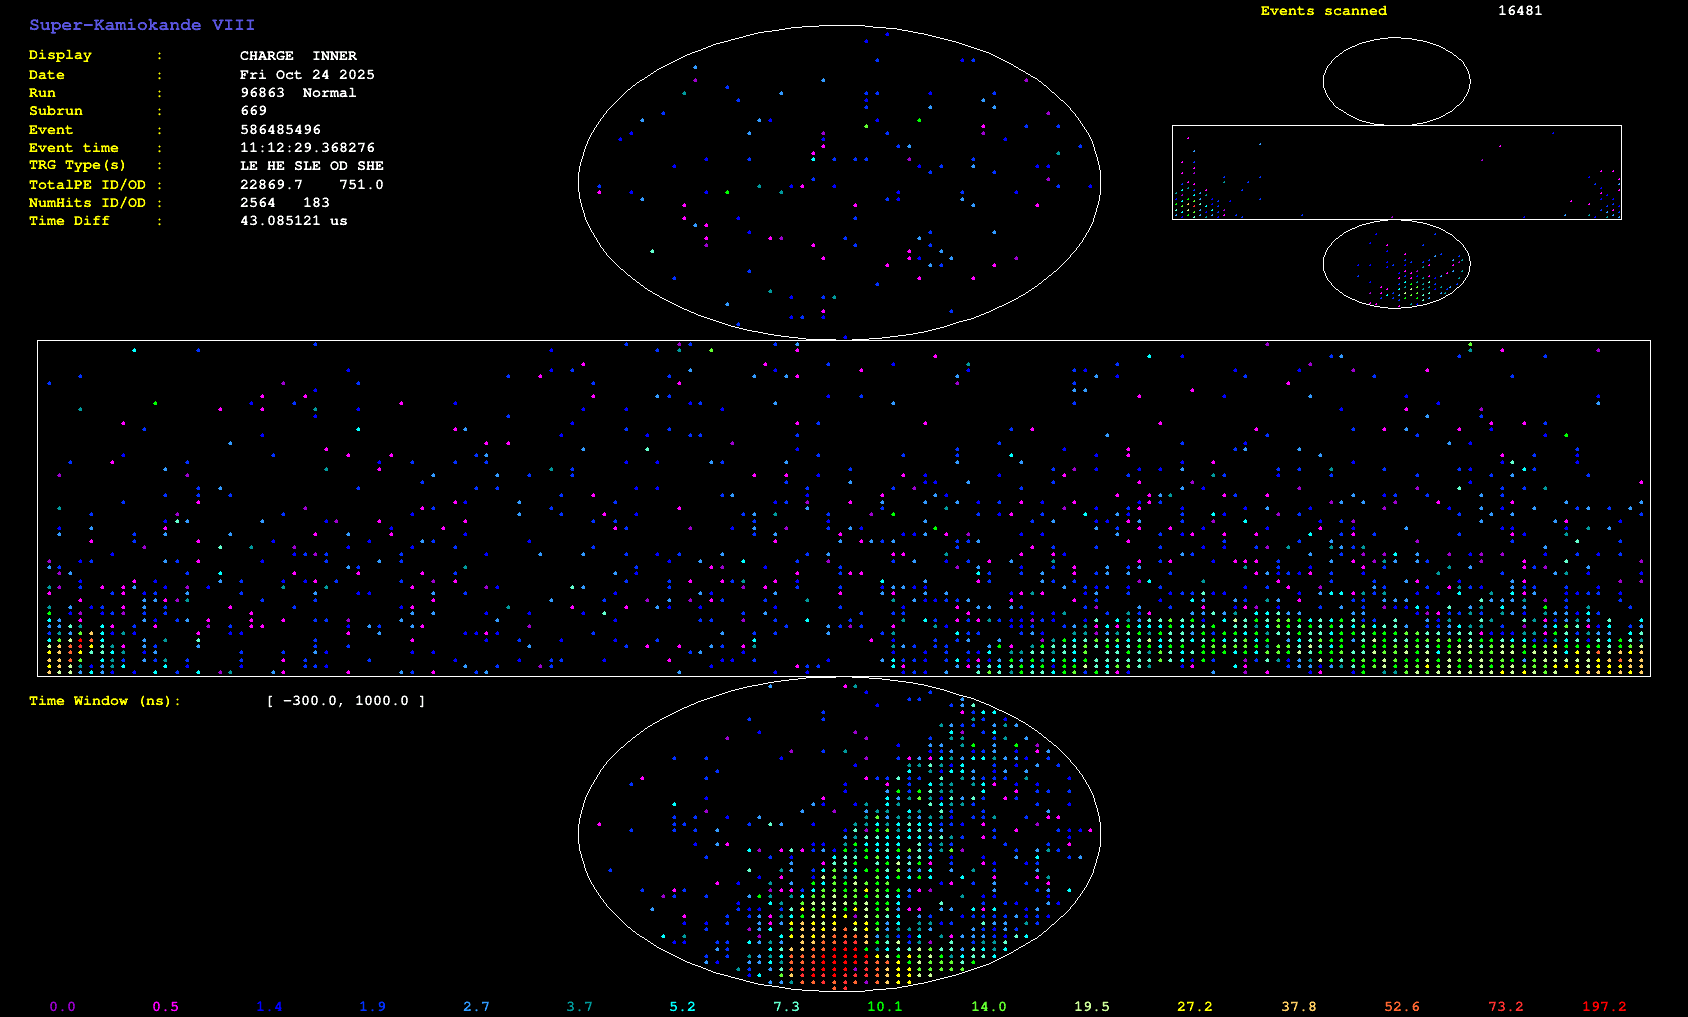 Super-Kamiokande VIII
Events scanned 16481
Display : CHARGE INNER
Date : Fri Oct 24 2025
Run : 96863 Normal
Subrun : 669
Event : 586485496
Event time : 11:12:29.368276
TRG Type(s) : LE HE SLE OD SHE
TotalPE ID/OD : 22869.7 751.0
NumHits ID/OD : 2564 183
Time Diff : 43.085121 us
Time Window (ns): [ -300.0, 1000.0 ]
0.0 0.5 1.4 1.9 2.7 3.7 5.2 7.3 10.1 14.0 19.5 27.2 37.8 52.6 73.2 197.2